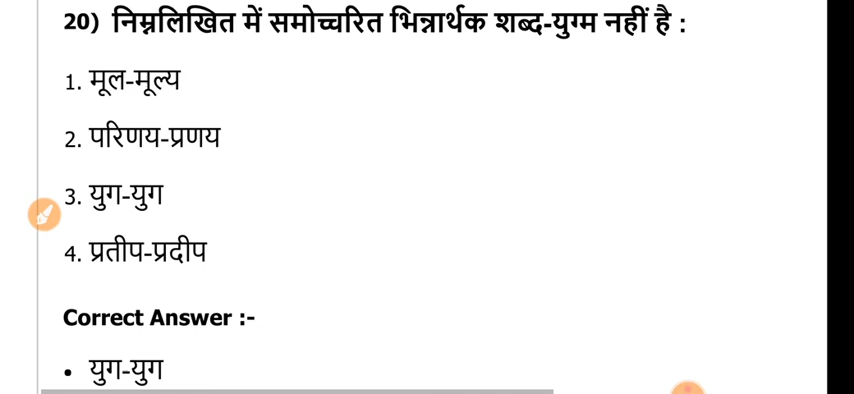 20) निम्नलिखित में समोच्चरित भिन्नार्थक शब्द-युग्म नहीं है :
1. मूल-मूल्य
2. परिणय-प्रणय
3. युग-युग
4. प्रतीप-प्रदीप
Correct Answer :-
• युग-युग